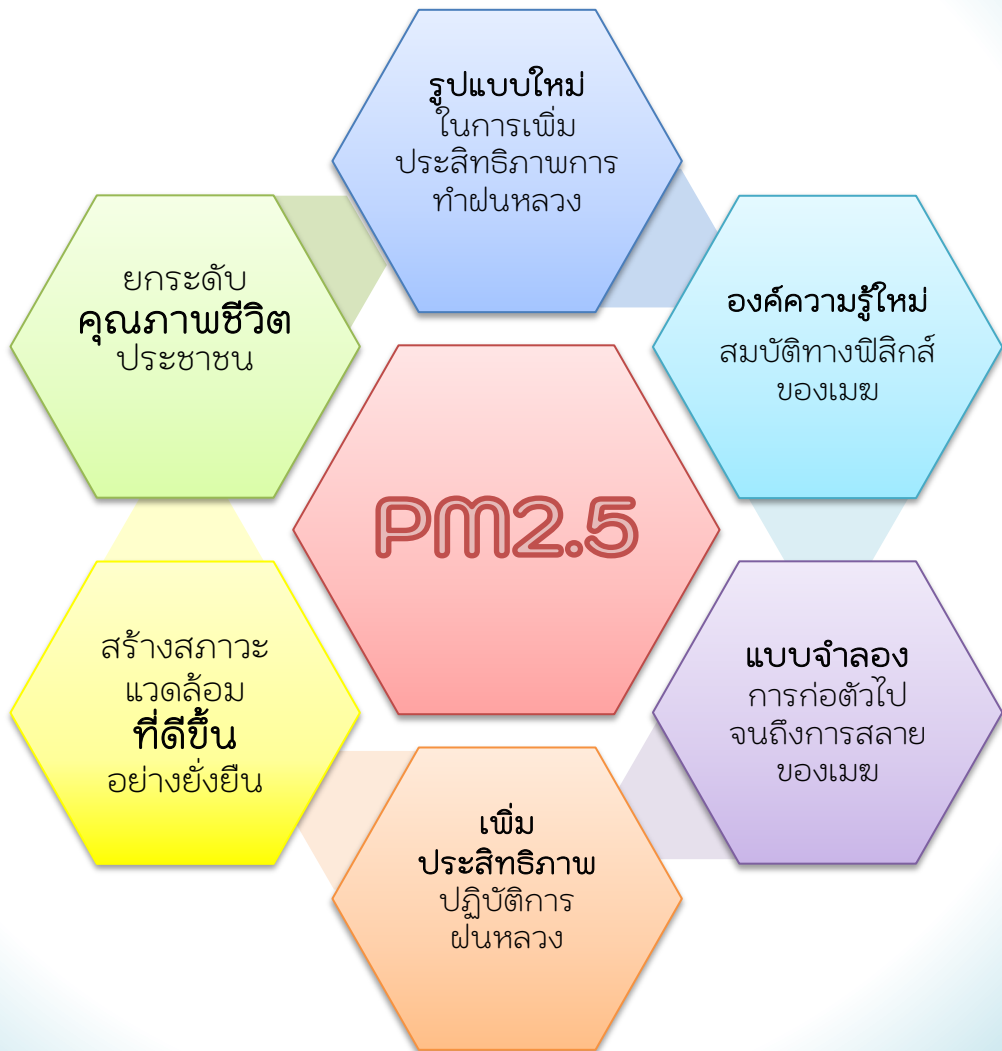 รูปแบบใหม่
ในการเพิ่ม
ประสิทธิภาพการ
ทำฝนหลวง
องค์ความรู้ใหม่
สมบัติทางฟิสิกส์
ของเมฆ
แบบจำลอง
การก่อตัวไป
จนถึงการสลาย
ของเมฆ
เพิ่ม
ประสิทธิภาพ
ปฏิบัติการ
ฝนหลวง
สร้างสภาวะ
แวดล้อม
ที่ดีขึ้น
อย่างยั่งยืน
ยกระดับ
คุณภาพชีวิต
ประชาชน
PM2.5